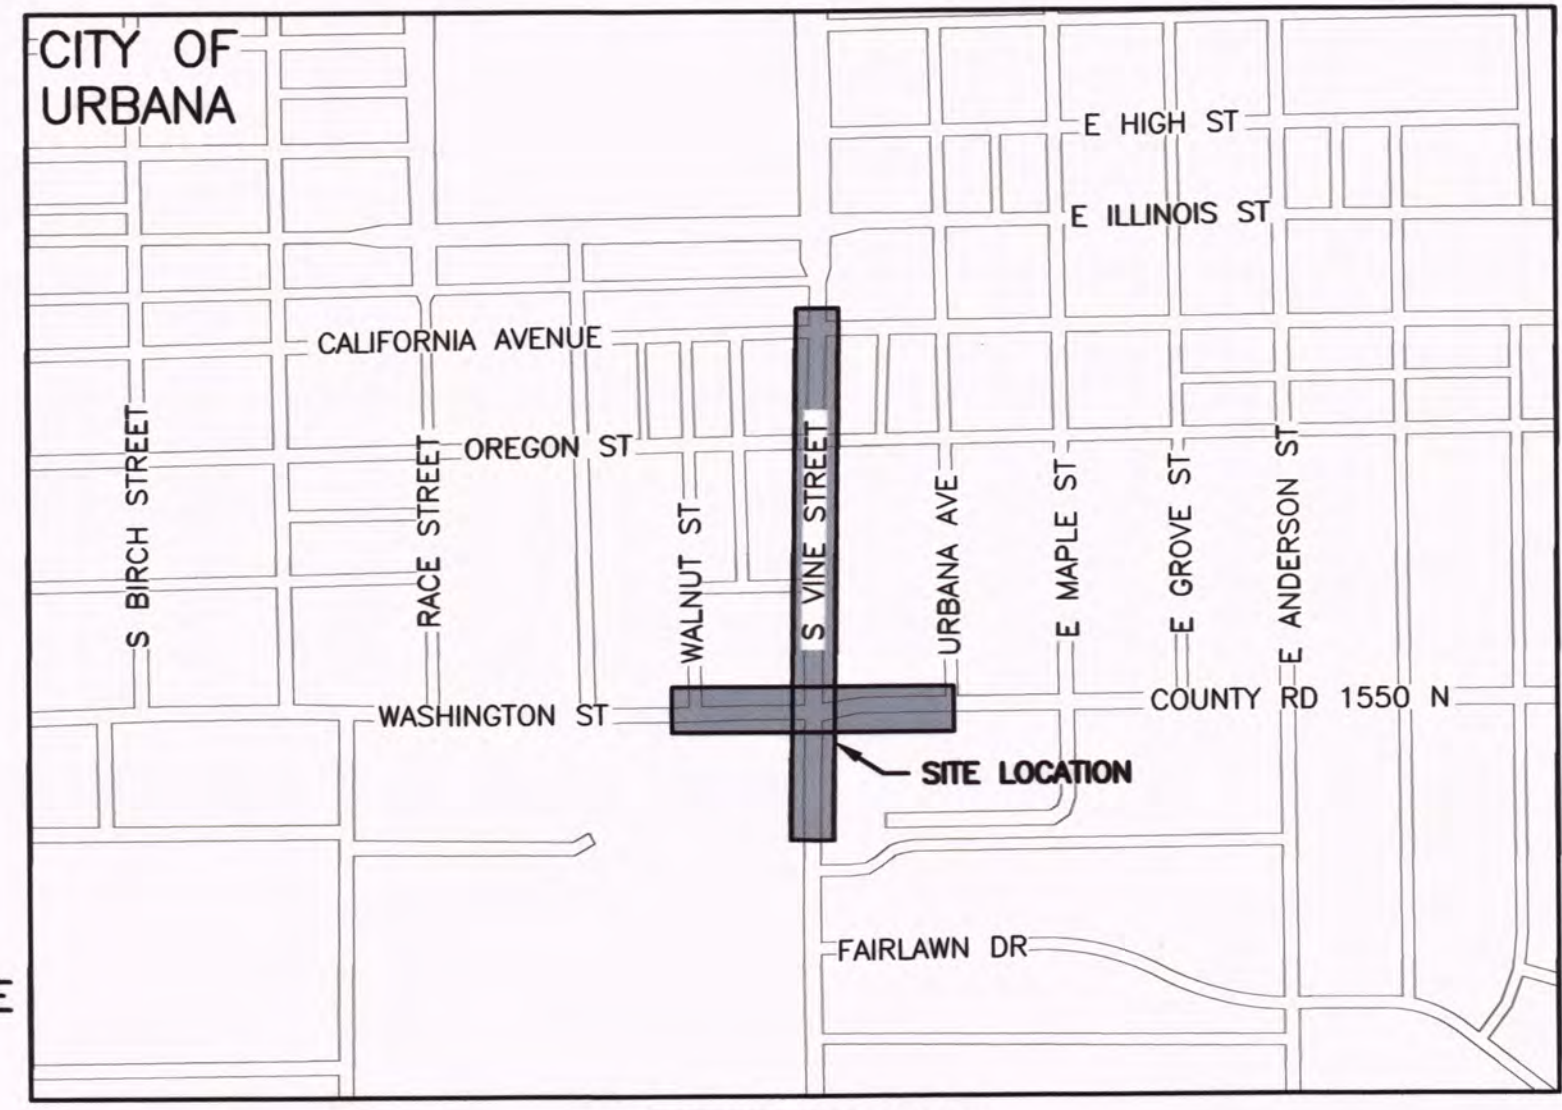 CITY OF
URBANA
E HIGH ST
E ILLINOIS ST
CALIFORNIA AVENUE
OREGON ST
S BIRCH STREET
RACE STREET
WALNUT ST
S VINE STREET
URBANA AVE
E MAPLE ST
E GROVE ST
E ANDERSON ST
WASHINGTON ST
COUNTY RD 1550 N
SITE LOCATION
FAIRLAWN DR